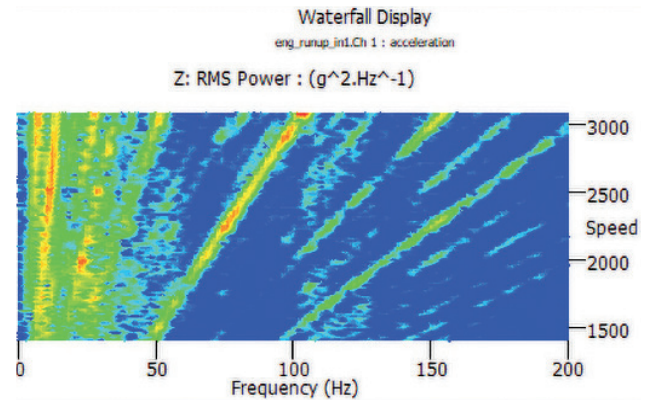 Waterfall Display
eng_runup_in1.Ch 1 : acceleration
Z: RMS Power : (g^2.Hz^-1)
3000
2500
Speed
2000
1500
0 50 100 150 200
Frequency (Hz)